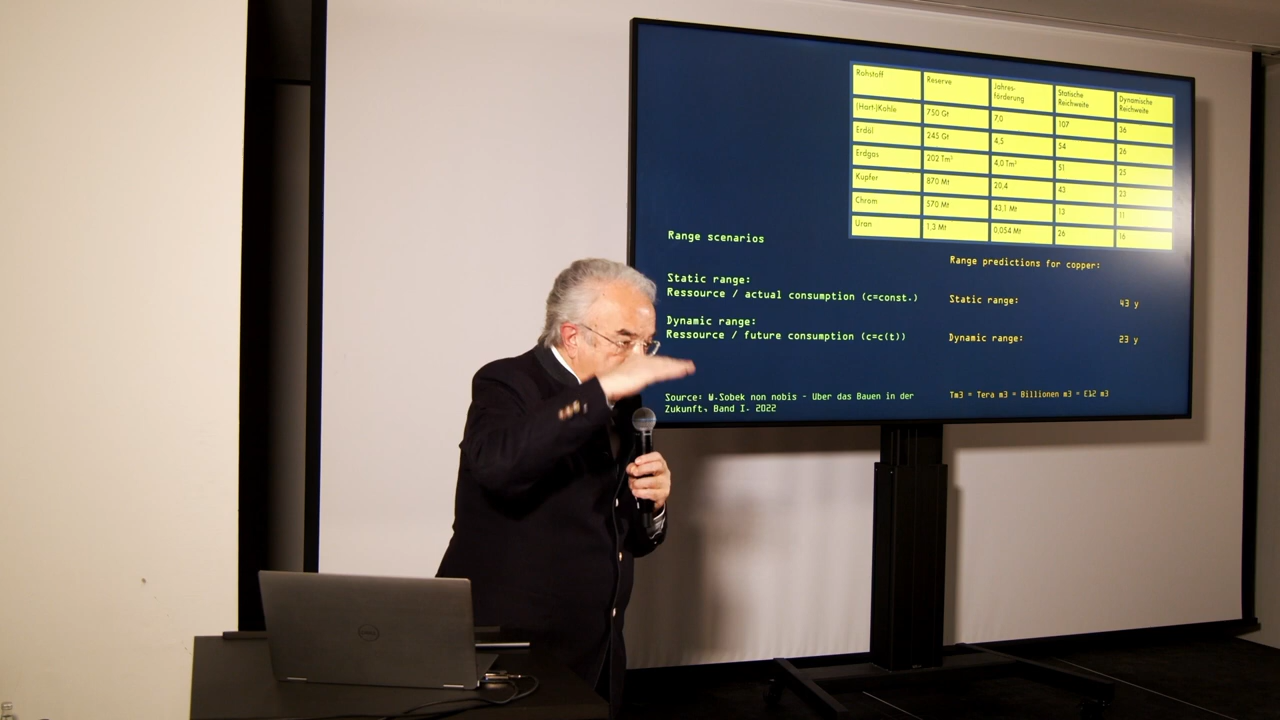 Rohstoff Reserve Jahres- Statische Dynamische
förderung Reichweite Reichweite
(Hart-)Kohle 750 Gt 7,0 107 36
Erdöl 245 Gt 4,5 54 26
Erdgas 202 Tm³ 4,0 Tm³ 51 25
Kupfer 870 Mt 20,4 43 23
Chrom 570 Mt 43,1 Mt 13 11
Uran 1,3 Mt 0,054 Mt 26 16
Range scenarios
Static range:
Ressource / actual consumption (c=const.)
Dynamic range:
Ressource / future consumption (c=c(t))
Range predictions for copper:
Static range: 43 y
Dynamic range: 23 y
Source: W.Sobek non nobis - Uber das Bauen in der
Zukunft, Band I. 2022
Tm3 = Tera m3 = Billionen m3 = E12 m3
DELL